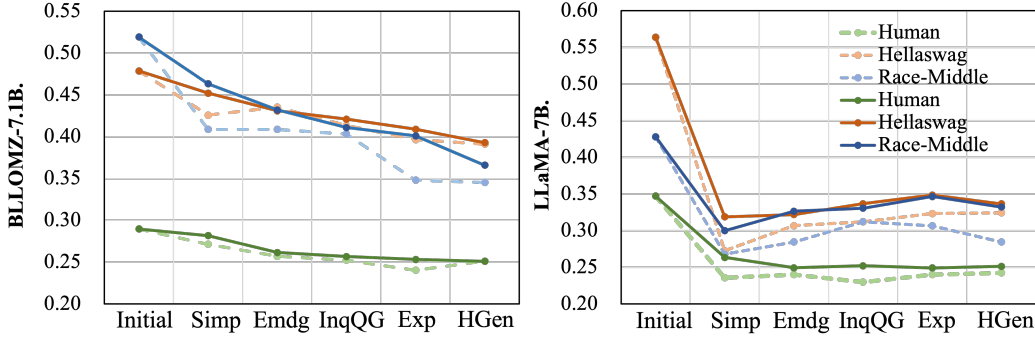 BLLOMZ-7.1B.
0.55
0.50
0.45
0.40
0.35
0.30
0.25
0.20
Initial Simp Emdg InqQG Exp HGen
LLaMA-7B.
0.60
0.55
0.50
0.45
0.40
0.35
0.30
0.25
0.20
Human
Hellaswag
Race-Middle
Human
Hellaswag
Race-Middle
Initial Simp Emdg InqQG Exp HGen